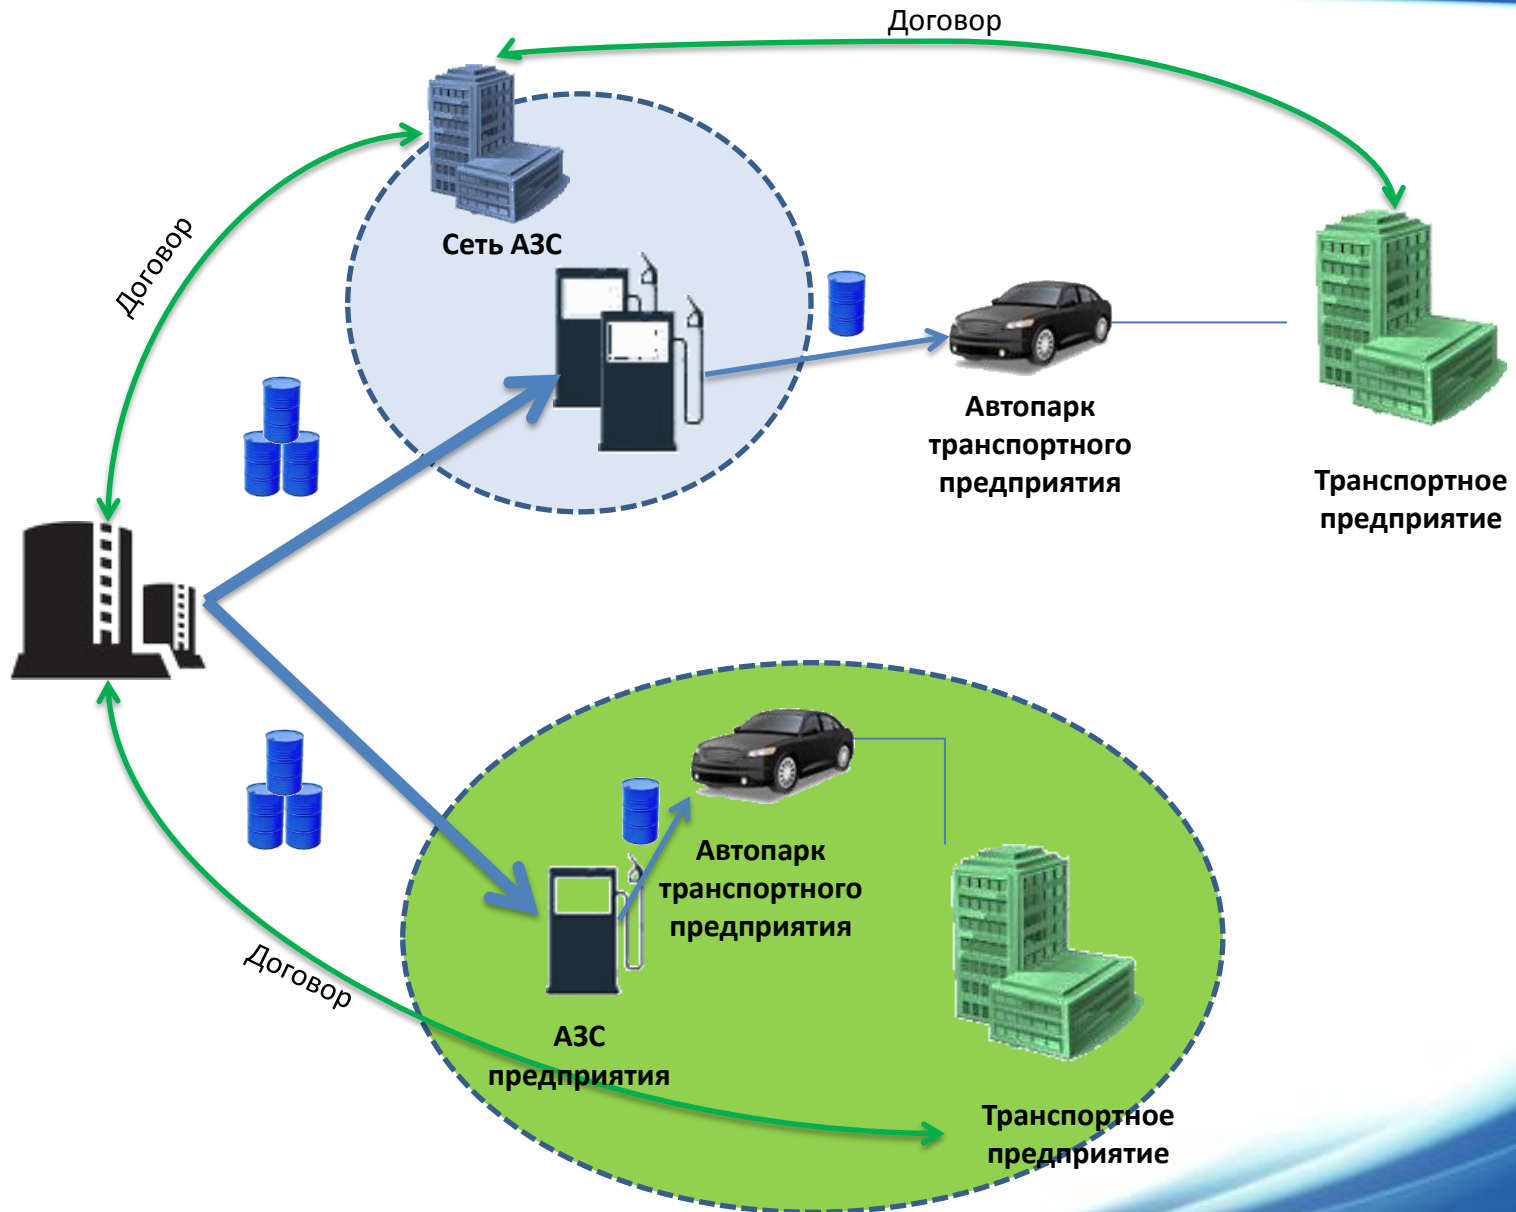 Договор
Договор
Сеть АЗС
Автопарк
транспортного
предприятия
Транспортное
предприятие
Автопарк
транспортного
предприятия
Договор
АЗС
предприятия
Транспортное
предприятие